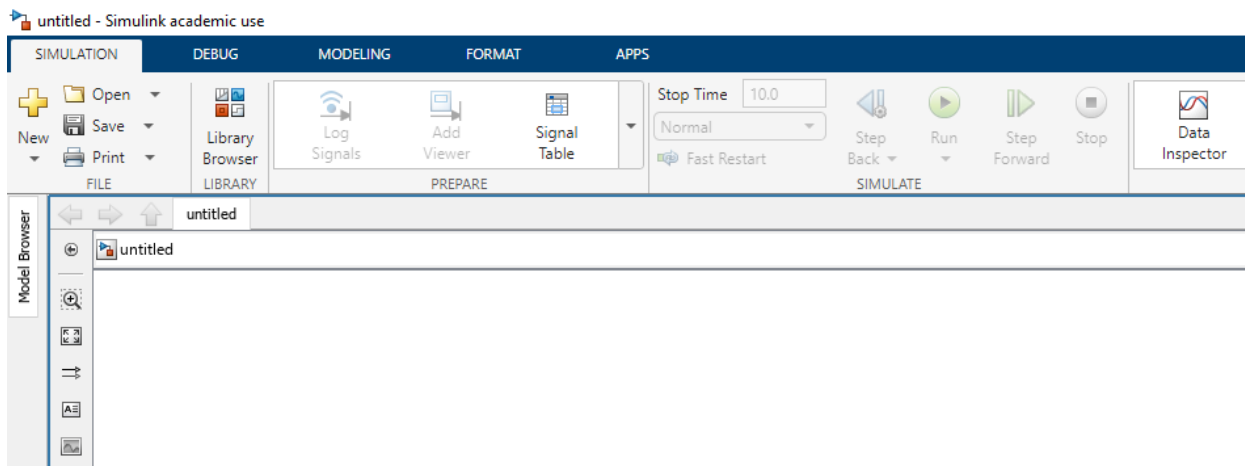 untitled - Simulink academic use
SIMULATION DEBUG MODELING FORMAT APPS
New
Open
Save
Print
FILE
Library
Browser
LIBRARY
Log
Signals
Add
Viewer
Signal
Table
PREPARE
Stop Time 10.0
Normal
Fast Restart
Step
Back
Run
Step
Forward
Stop
SIMULATE
Data
Inspector
Model Browser
untitled
untitled